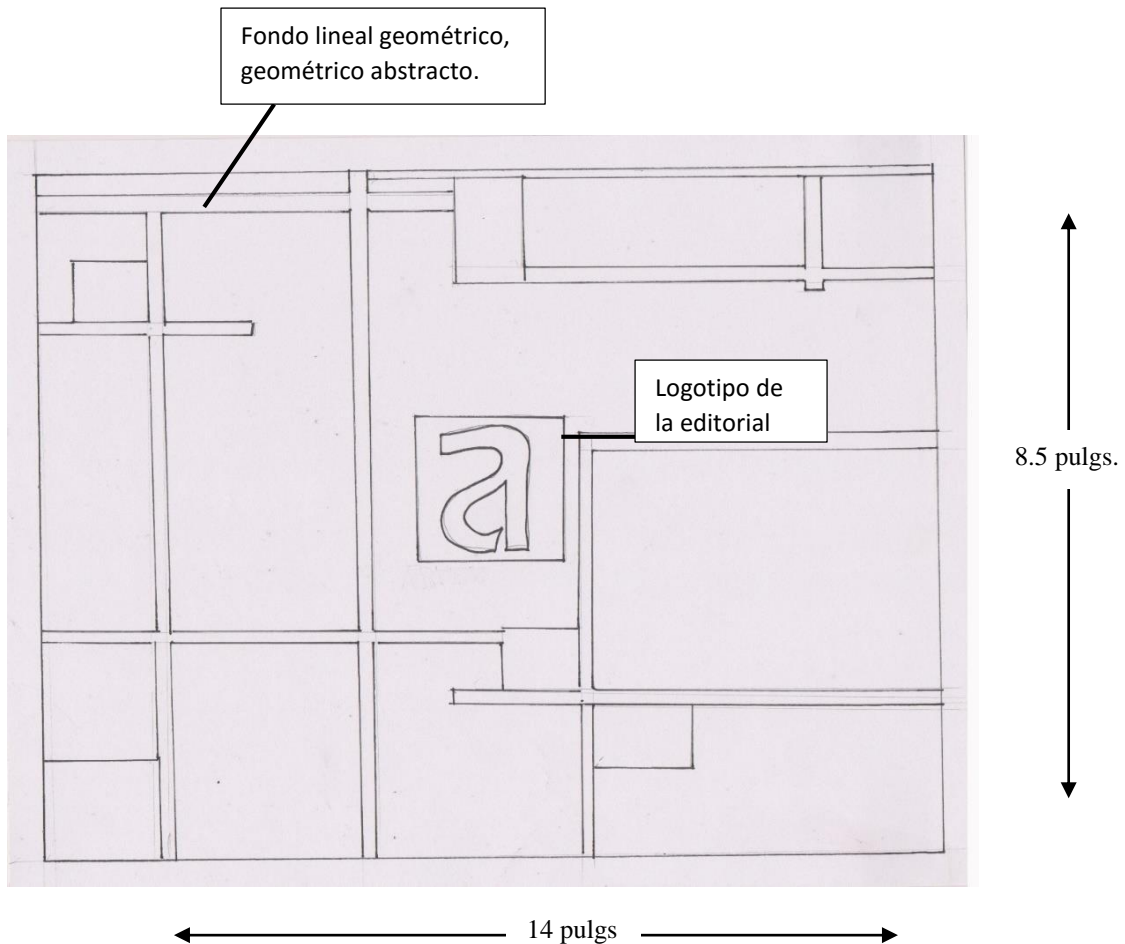 Fondo lineal geométrico,
geométrico abstracto.
Logotipo de
la editorial
a
8.5 pulgs.
14 pulgs